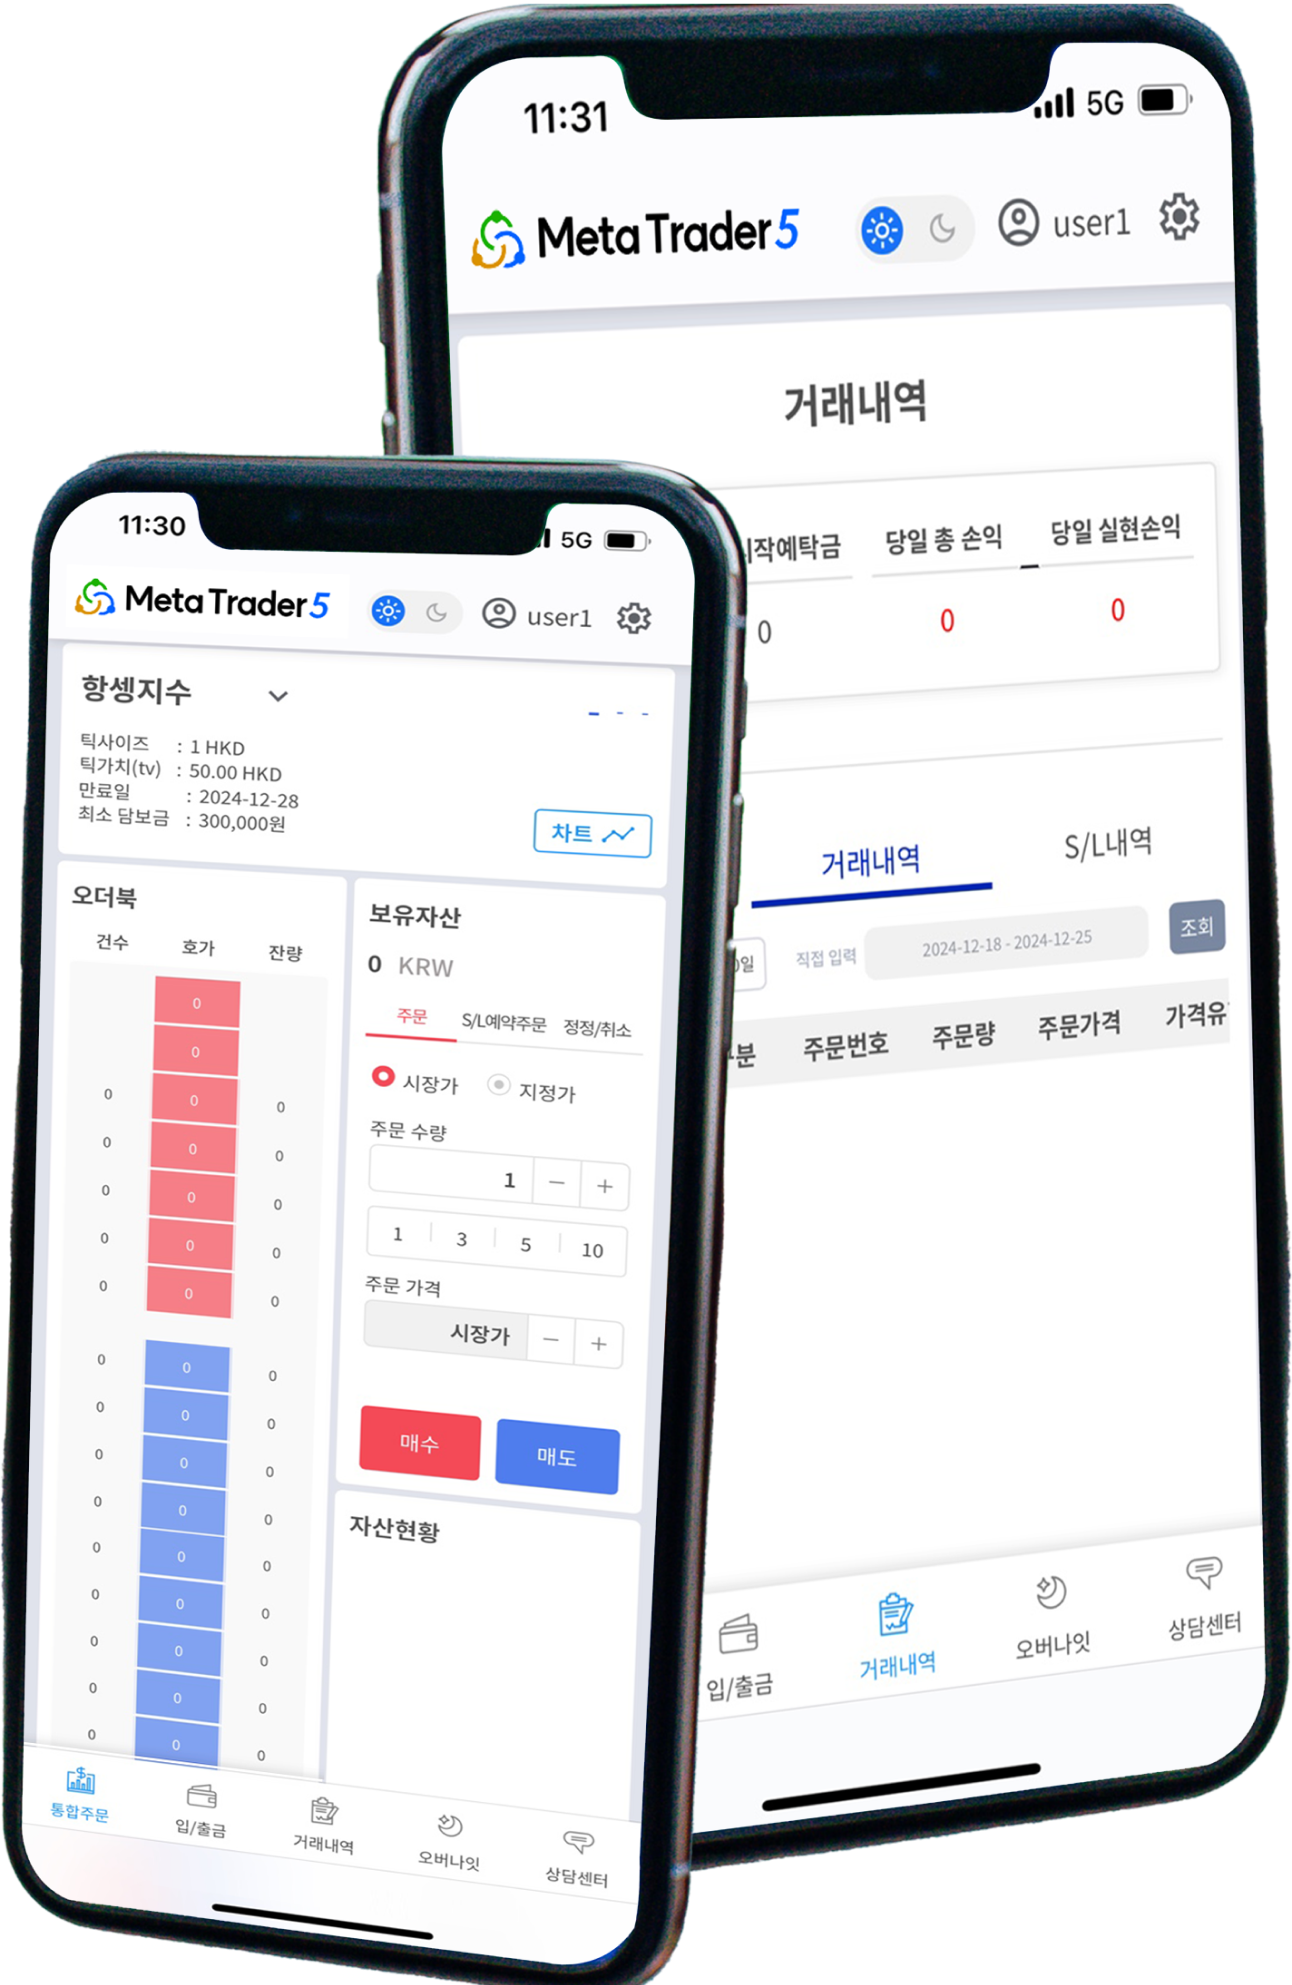 11:31
5G
Meta Trader 5
user1
거래내역
시작예탁금
당일 총 손익
당일 실현손익
0
0
0
거래내역
S/L내역
직접 입력
2024-12-18 - 2024-12-25
조회
주문번호
주문량
주문가격
입/출금
거래내역
오버나잇
상담센터
11:30
5G
Meta Trader 5
user1
항셍지수
틱사이즈 : 1 HKD
틱가치(tv) : 50.00 HKD
만료일 : 2024-12-28
최소 담보금 : 300,000원
차트
오더북
건수 호가 잔량
0
0
0 0 0
0 0 0
0 0 0
0 0 0
0 0 0
0 0 0
0 0 0
0 0 0
0 0 0
0 0 0
0 0 0
0 0 0
0 0 0
0 0 0
보유자산
0 KRW
주문 S/L예약주문 정정/취소
시장가 지정가
주문 수량
1 − +
1 3 5 10
주문 가격
시장가 − +
매수 매도
자산현황
통합주문
입/출금
거래내역
오버나잇
상담센터